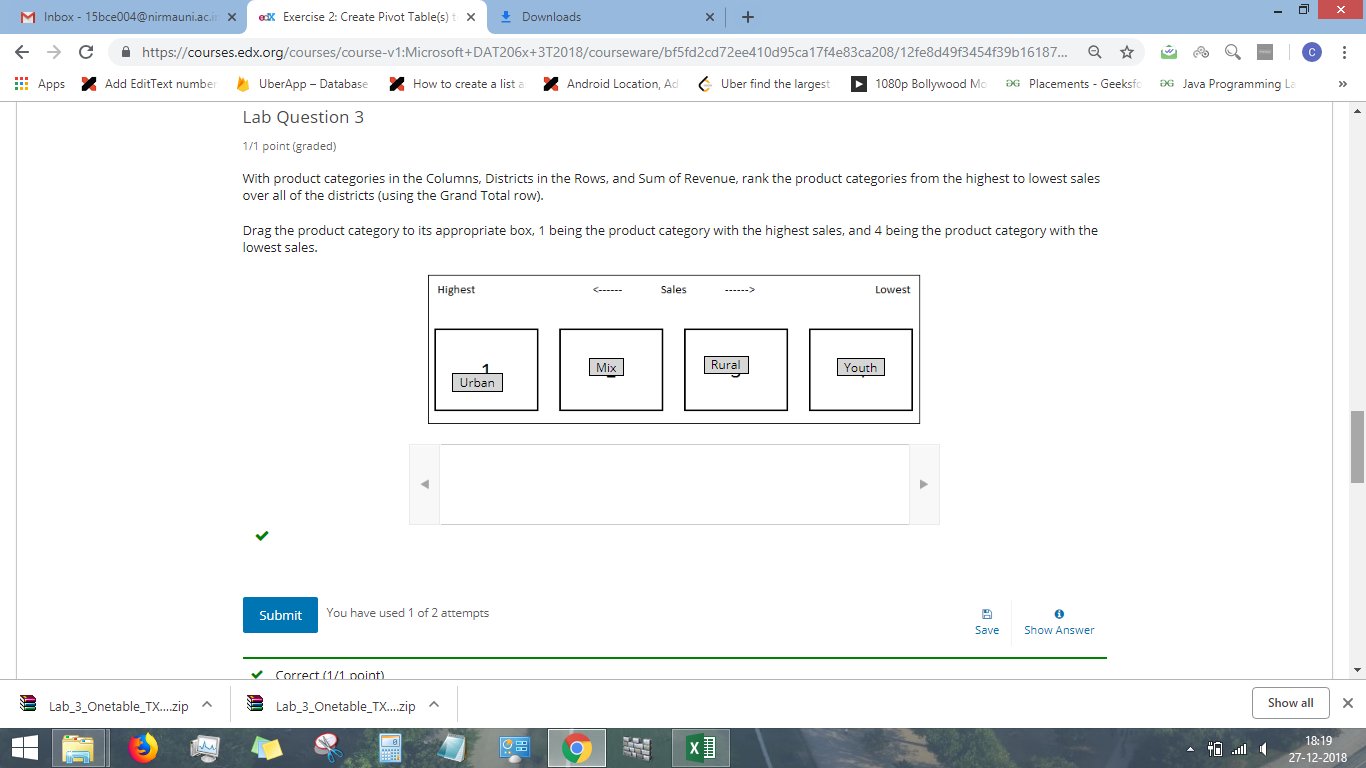 Inbox - 15bce004@nirmauni.ac.in
edX Exercise 2: Create Pivot Table(s) t
Downloads
https://courses.edx.org/courses/course-v1:Microsoft+DAT206x+3T2018/courseware/bf5fd2cd72ee410d95ca17f4e83ca208/12fe8d49f3454f39b16187...
C
Apps
Add EditText number
UberApp – Database
How to create a list a
Android Location, Ad
Uber find the largest
1080p Bollywood Mo
Placements - Geeksfo
Java Programming La
»
Lab Question 3
1/1 point (graded)
With product categories in the Columns, Districts in the Rows, and Sum of Revenue, rank the product categories from the highest to lowest sales
over all of the districts (using the Grand Total row).
Drag the product category to its appropriate box, 1 being the product category with the highest sales, and 4 being the product category with the
lowest sales.
Highest <------ Sales ------> Lowest
1
Urban
Mix
Rural
Youth
Submit
You have used 1 of 2 attempts
Save
Show Answer
Correct (1/1 point)
Lab_3_Onetable_TX....zip
Lab_3_Onetable_TX....zip
Show all
18:19
27-12-2018